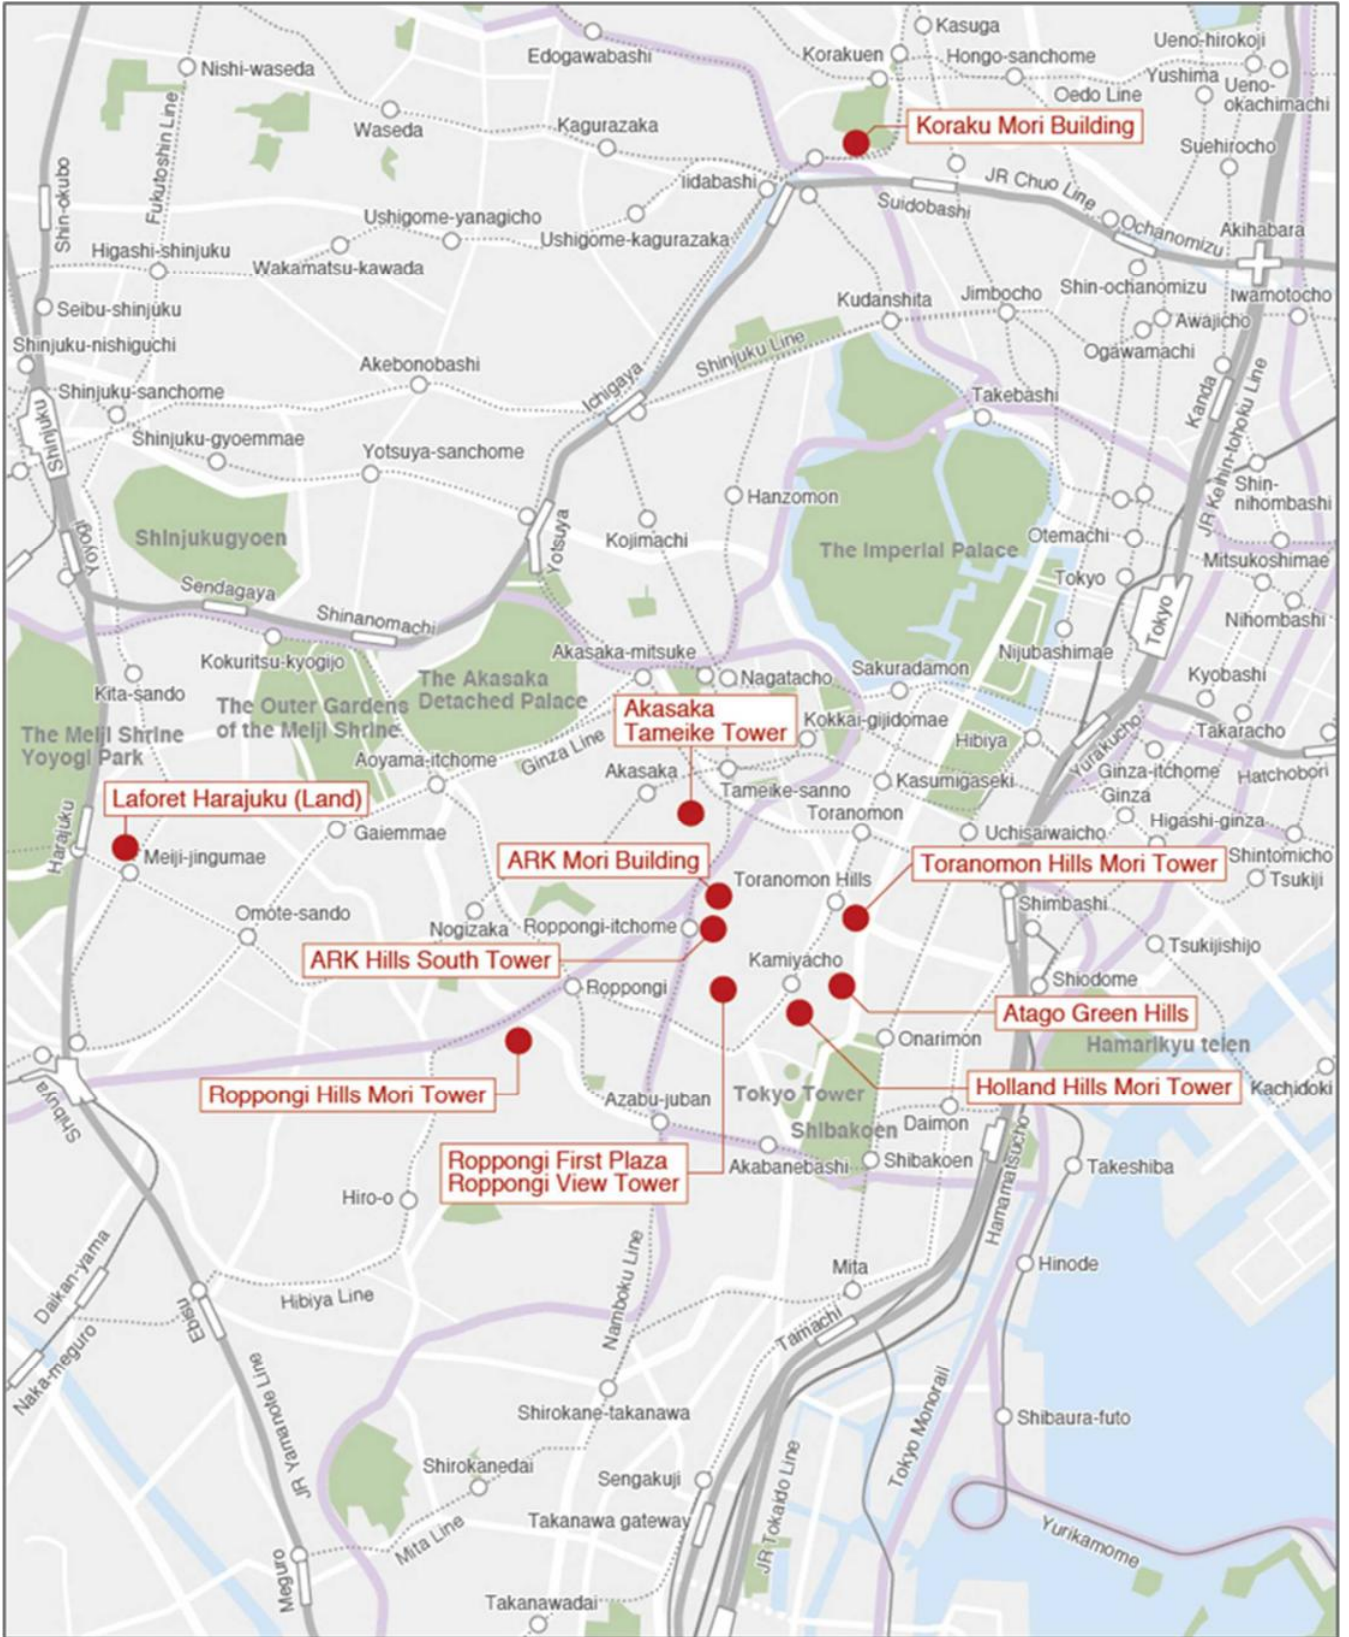 Kasuga
Edogawabashi
Korakuen
Hongo-sanchome
Ueno-hirokoji
Nishi-waseda
Yushima
Ueno-
okachimachi
Oedo Line
Waseda
Kagurazaka
Koraku Mori Building
Suehirocho
Fukutoshin Line
Shin-okubo
Iidabashi
JR Chuo Line
Suidobashi
Ushigome-yanagicho
Ushigome-kagurazaka
Ochanomizu
Akihabara
Higashi-shinjuku
Wakamatsu-kawada
Shin-ochanomizu
Iwamotocho
Seibu-shinjuku
Kudanshita
Jimbocho
Awajicho
Shinjuku-nishiguchi
Shinjuku Line
Ogawamachi
Akebonobashi
Ichigaya
Shinjuku-sanchome
Takebashi
Kanda
JR Keihin-tohoku Line
Shinjuku
Shinjuku-gyoemmae
Yotsuya-sanchome
Hanzomon
Shin-
nihombashi
Yoyogi
Shinjukugyoen
Yotsuya
Kojimachi
The Imperial Palace
Otemachi
Mitsukoshimae
Tokyo
Tokyo
Sendagaya
Shinanomachi
Nihombashi
Kokuritsu-kyogijo
Akasaka-mitsuke
Nagatacho
Sakuradamon
Nijubashimae
Kyobashi
Kita-sando
The Akasaka
Detached Palace
The Outer Gardens
of the Meiji Shrine
Akasaka
Tameike Tower
Kokkai-gijidomae
Hibiya
Takaracho
The Meiji Shrine
Yoyogi Park
Ginza Line
Yurakucho
Aoyama-itchome
Akasaka
Tameike-sanno
Kasumigaseki
Ginza-itchome
Hatchobori
Laforet Harajuku (Land)
Toranomon
Ginza
Harajuku
Gaiemmae
Uchisaiwaicho
Higashi-ginza
Meiji-jingumae
ARK Mori Building
Toranomon Hills Mori Tower
Shintomicho
Toranomon Hills
Tsukiji
Omote-sando
Nogizaka
Roppongi-itchome
Shimbashi
ARK Hills South Tower
Kamiyacho
Tsukijishijo
Roppongi
Shiodome
Atago Green Hills
Onarimon
Hamarikyu teien
Roppongi Hills Mori Tower
Azabu-juban
Tokyo Tower
Holland Hills Mori Tower
Kachidoki
Shibuya
Shibakoen
Daimon
Roppongi First Plaza
Roppongi View Tower
Akabanebashi
Shibakoen
Hamamatsucho
Takeshiba
Hiro-o
Daikan-yama
Namboku Line
Mita
Hinode
Ebisu
Hibiya Line
Tamachi
Naka-meguro
JR Yamanote Line
Shirokane-takanawa
Tokyo Monorail
Shibaura-futo
Shirokanedai
Sengakuji
JR Tokaido Line
Mita Line
Takanawa gateway
Yurikamome
Meguro
Takanawadai